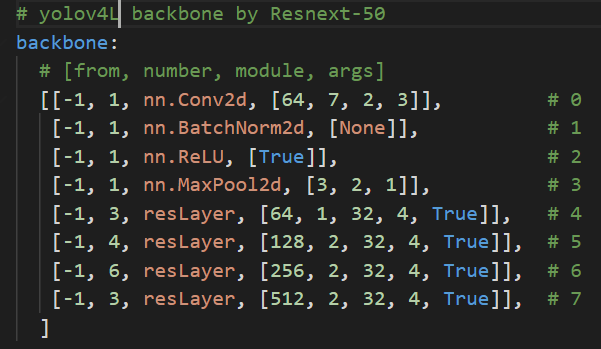 # yolov4L backbone by Resnext-50
backbone:
  # [from, number, module, args]
  [[-1, 1, nn.Conv2d, [64, 7, 2, 3]],         # 0
   [-1, 1, nn.BatchNorm2d, [None]],           # 1
   [-1, 1, nn.ReLU, [True]],                  # 2
   [-1, 1, nn.MaxPool2d, [3, 2, 1]],          # 3
   [-1, 3, resLayer, [64, 1, 32, 4, True]],   # 4
   [-1, 4, resLayer, [128, 2, 32, 4, True]],  # 5
   [-1, 6, resLayer, [256, 2, 32, 4, True]],  # 6
   [-1, 3, resLayer, [512, 2, 32, 4, True]],  # 7
  ]